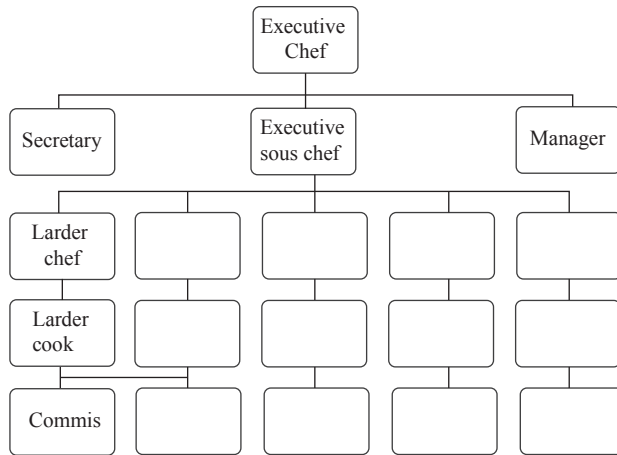 Executive
Chef
Secretary
Executive
sous chef
Manager
Larder
chef
Larder
cook
Commis